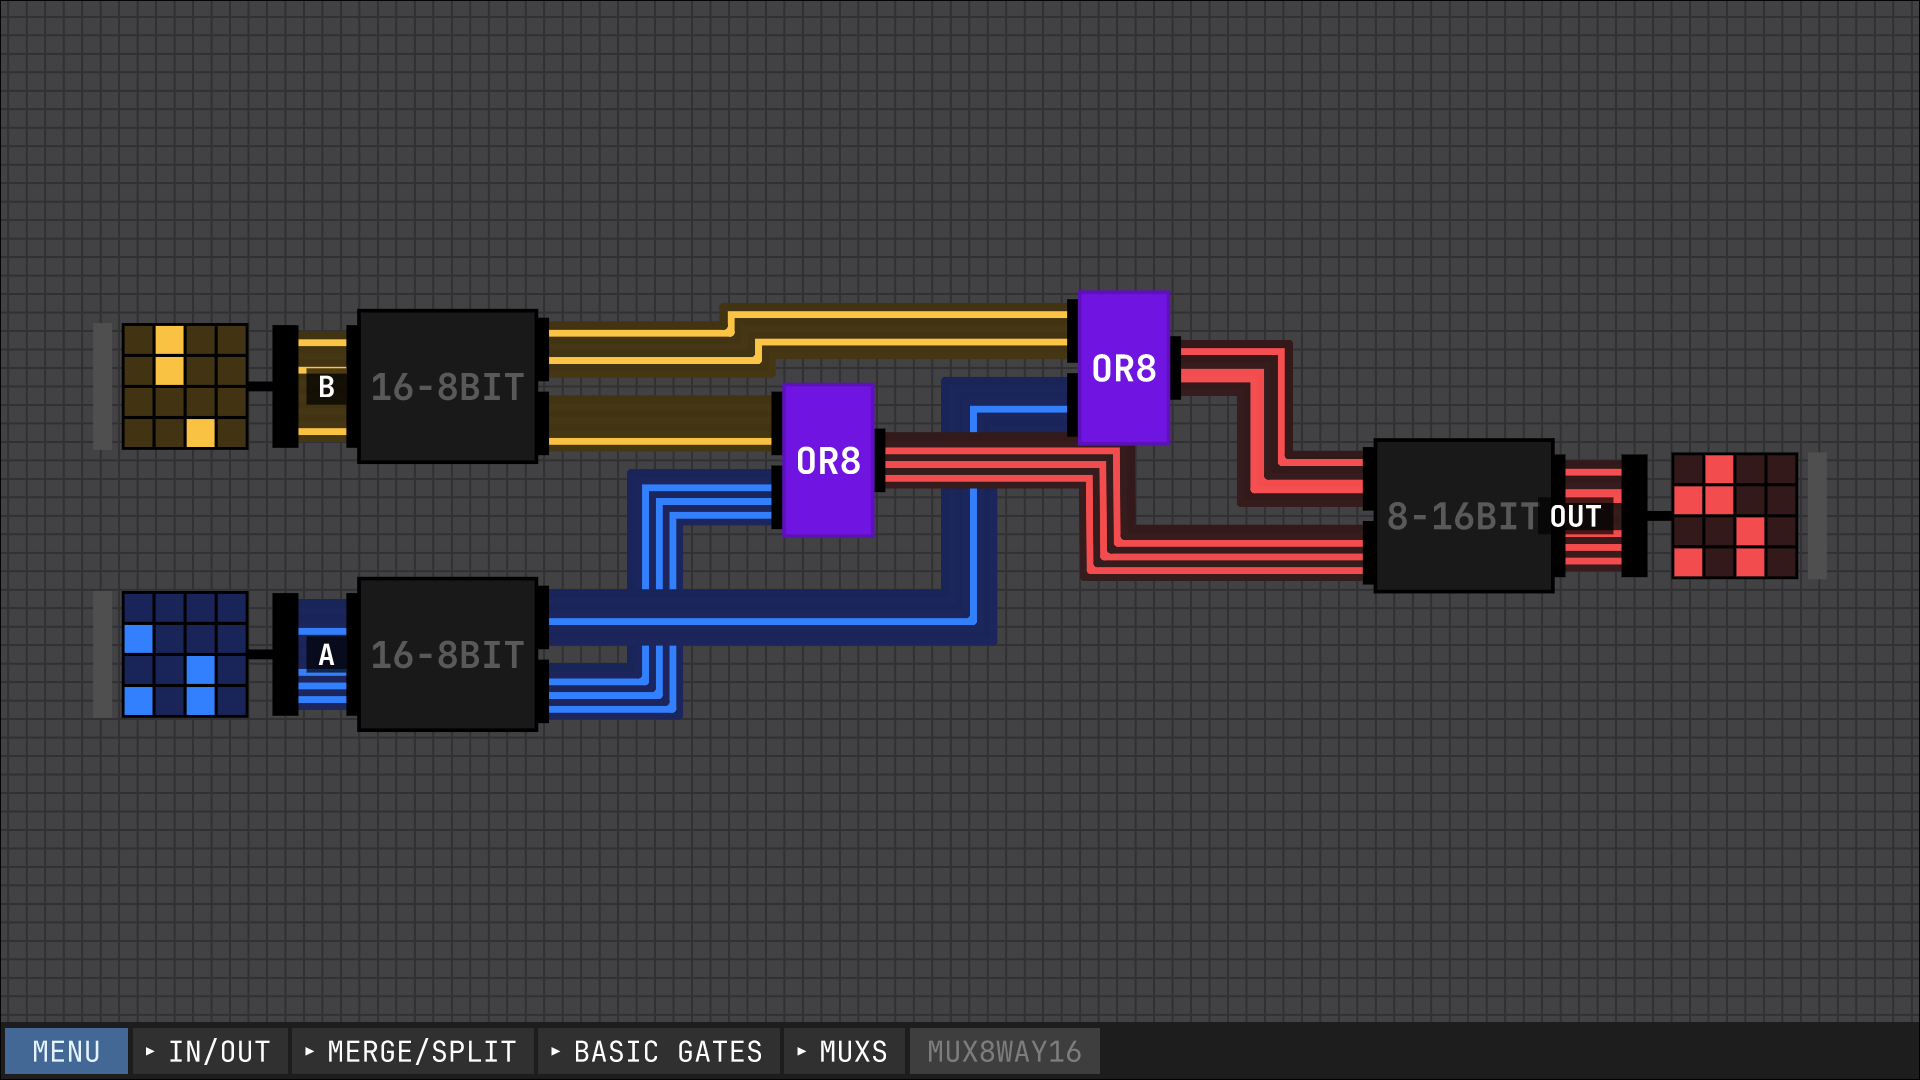 OR8
B
16-8BIT
OR8
8-16BIT
OUT
A
16-8BIT
MENU
▸ IN/OUT
▸ MERGE/SPLIT
▸ BASIC GATES
▸ MUXS
MUX8WAY16